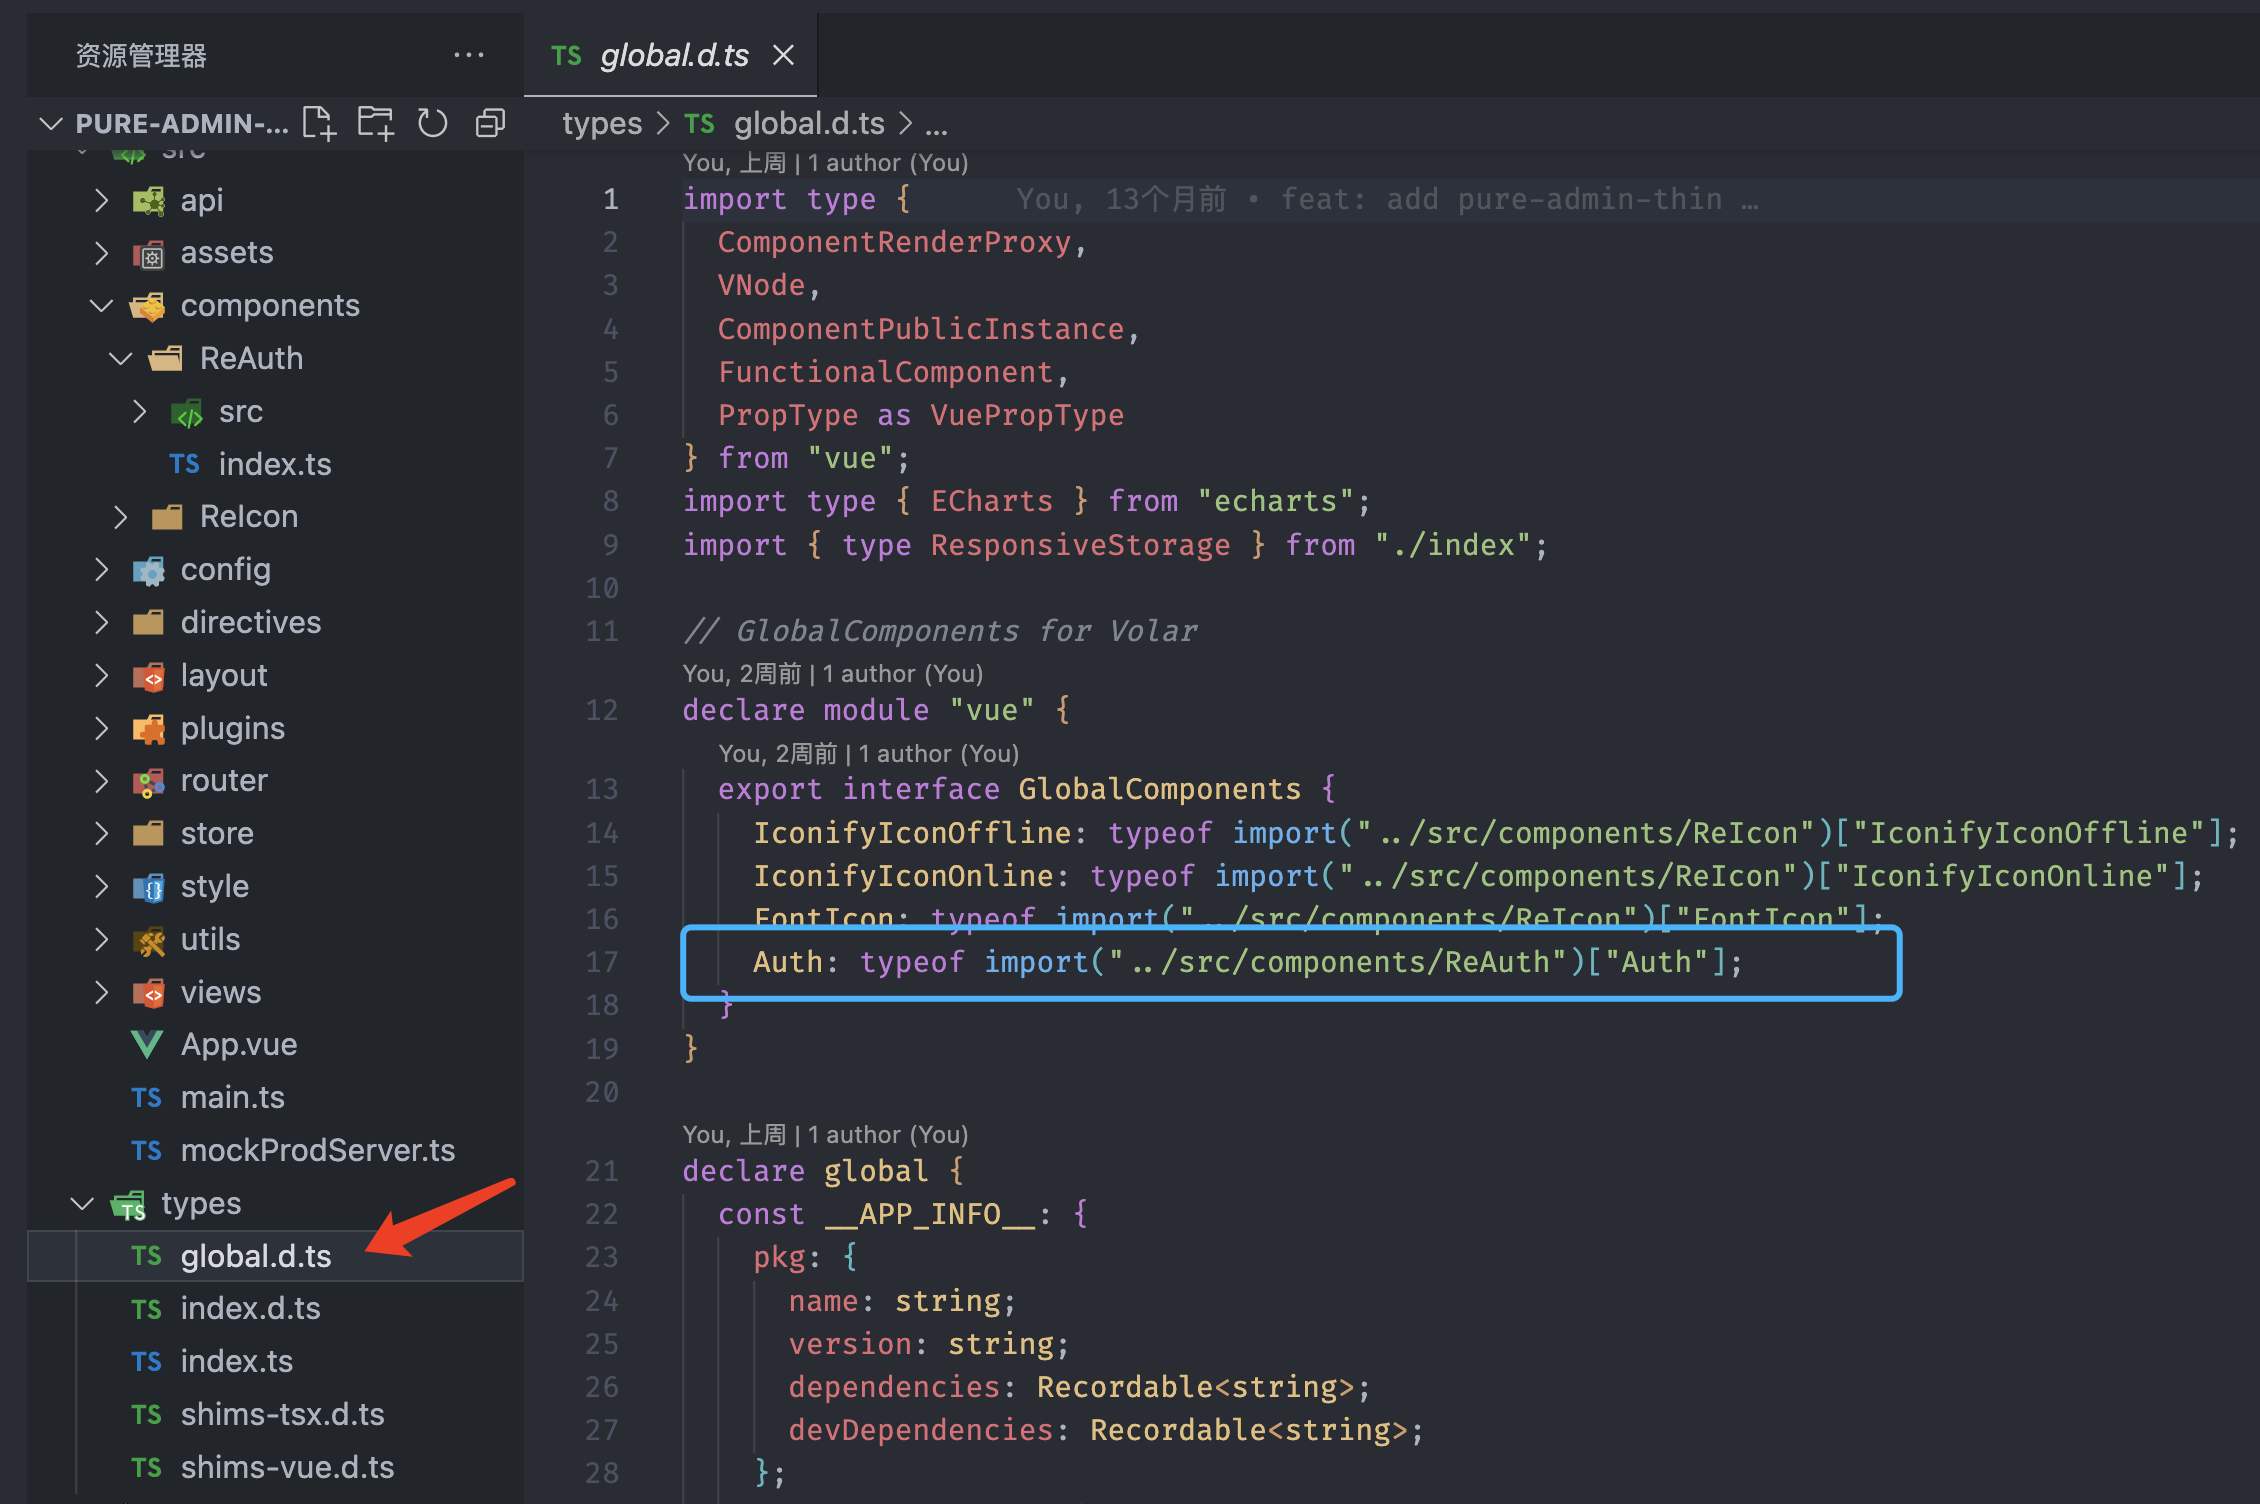 资源管理器 ···
PURE-ADMIN-...
src
api
assets
components
ReAuth
src
TS index.ts
ReIcon
config
directives
layout
plugins
router
store
style
utils
views
App.vue
TS main.ts
TS mockProdServer.ts
types
TS global.d.ts
TS index.d.ts
TS index.ts
TS shims-tsx.d.ts
TS shims-vue.d.ts
TS global.d.ts
types > TS global.d.ts > ...
You, 上周 | 1 author (You)
1 import type { You, 13个月前 • feat: add pure-admin-thin …
2 ComponentRenderProxy,
3 VNode,
4 ComponentPublicInstance,
5 FunctionalComponent,
6 PropType as VuePropType
7 } from "vue";
8 import type { ECharts } from "echarts";
9 import { type ResponsiveStorage } from "./index";
10
11 // GlobalComponents for Volar
You, 2周前 | 1 author (You)
12 declare module "vue" {
You, 2周前 | 1 author (You)
13 export interface GlobalComponents {
14 IconifyIconOffline: typeof import("../src/components/ReIcon")["IconifyIconOffline"];
15 IconifyIconOnline: typeof import("../src/components/ReIcon")["IconifyIconOnline"];
16 FontIcon: typeof import("../src/components/ReIcon")["FontIcon"];
17 Auth: typeof import("../src/components/ReAuth")["Auth"];
18 }
19 }
20
You, 上周 | 1 author (You)
21 declare global {
22 const __APP_INFO__: {
23 pkg: {
24 name: string;
25 version: string;
26 dependencies: Recordable<string>;
27 devDependencies: Recordable<string>;
28 };